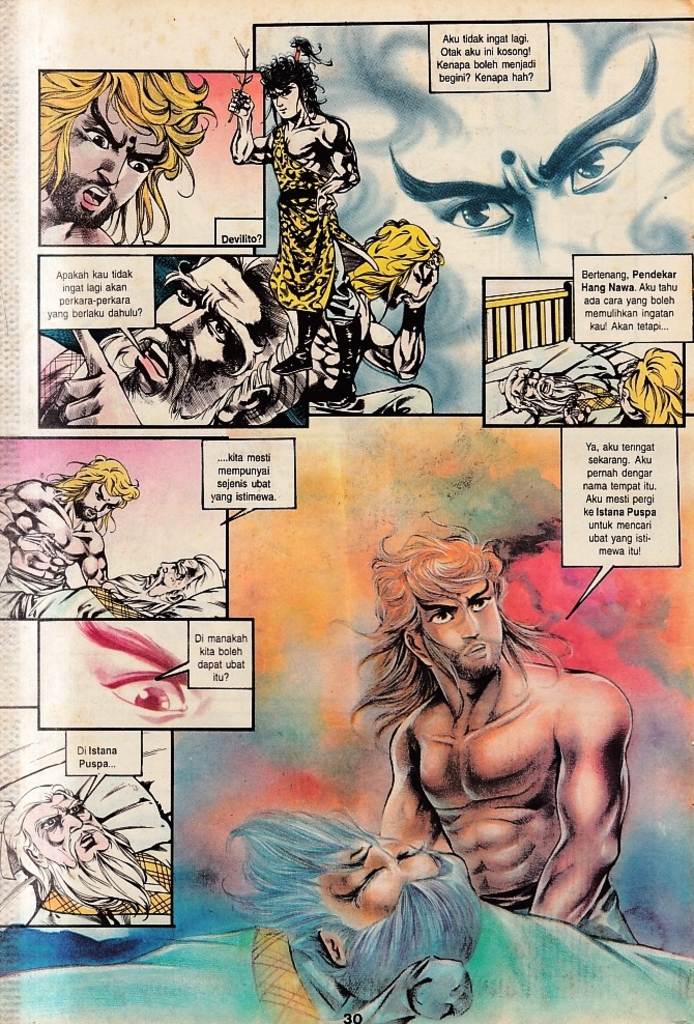 Devilito?
Aku tidak ingat lagi.
Otak aku ini kosong!
Kenapa boleh menjadi
begini? Kenapa hah?
Apakah kau tidak
ingat lagi akan
perkara-perkara
yang berlaku dahulu?
Bertenang, Pendekar
Hang Nawa. Aku tahu
ada cara yang boleh
memulihkan ingatan
kau! Akan tetapi...
....kita mesti
mempunyai
sejenis ubat
yang istimewa.
Di manakah
kita boleh
dapat ubat
itu?
Di Istana
Puspa...
Ya, aku teringat
sekarang. Aku
pernah dengar
nama tempat itu.
Aku mesti pergi
ke Istana Puspa
untuk mencari
ubat yang isti-
mewa itu!
30